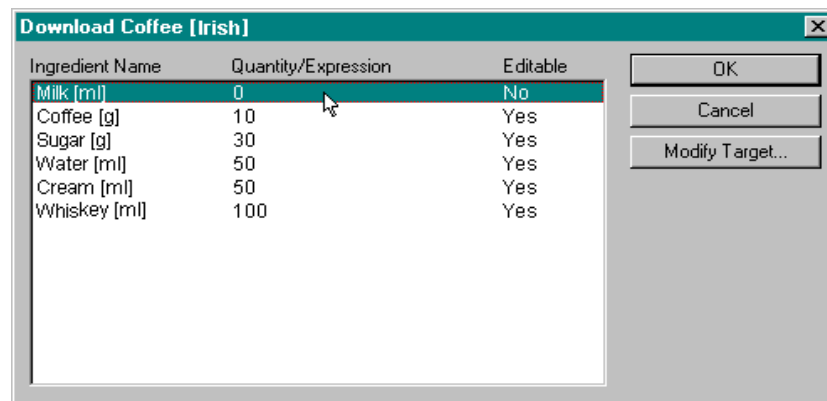 Download Coffee [Irish]
Ingredient Name Quantity/Expression Editable
Milk [ml] 0 No
Coffee [g] 10 Yes
Sugar [g] 30 Yes
Water [ml] 50 Yes
Cream [ml] 50 Yes
Whiskey [ml] 100 Yes
OK
Cancel
Modify Target...